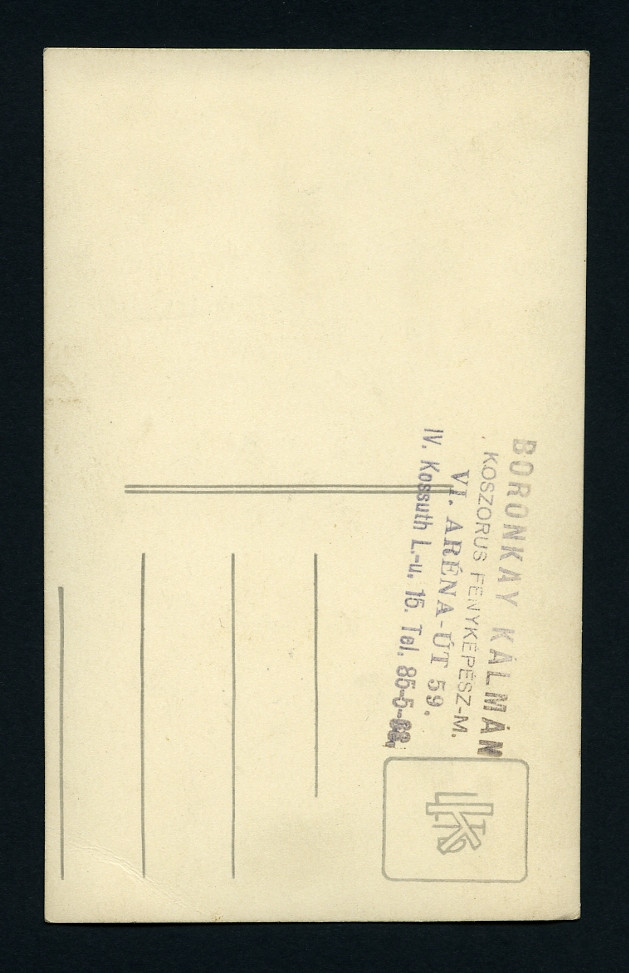 BORONKAY KÁLMÁN
KOSZORUS FÉNYKÉPÉSZ-M.
VI. ARÉNA-ÚT 59.
IV. Kossuth L.-u. 15. Tel. 85-5-